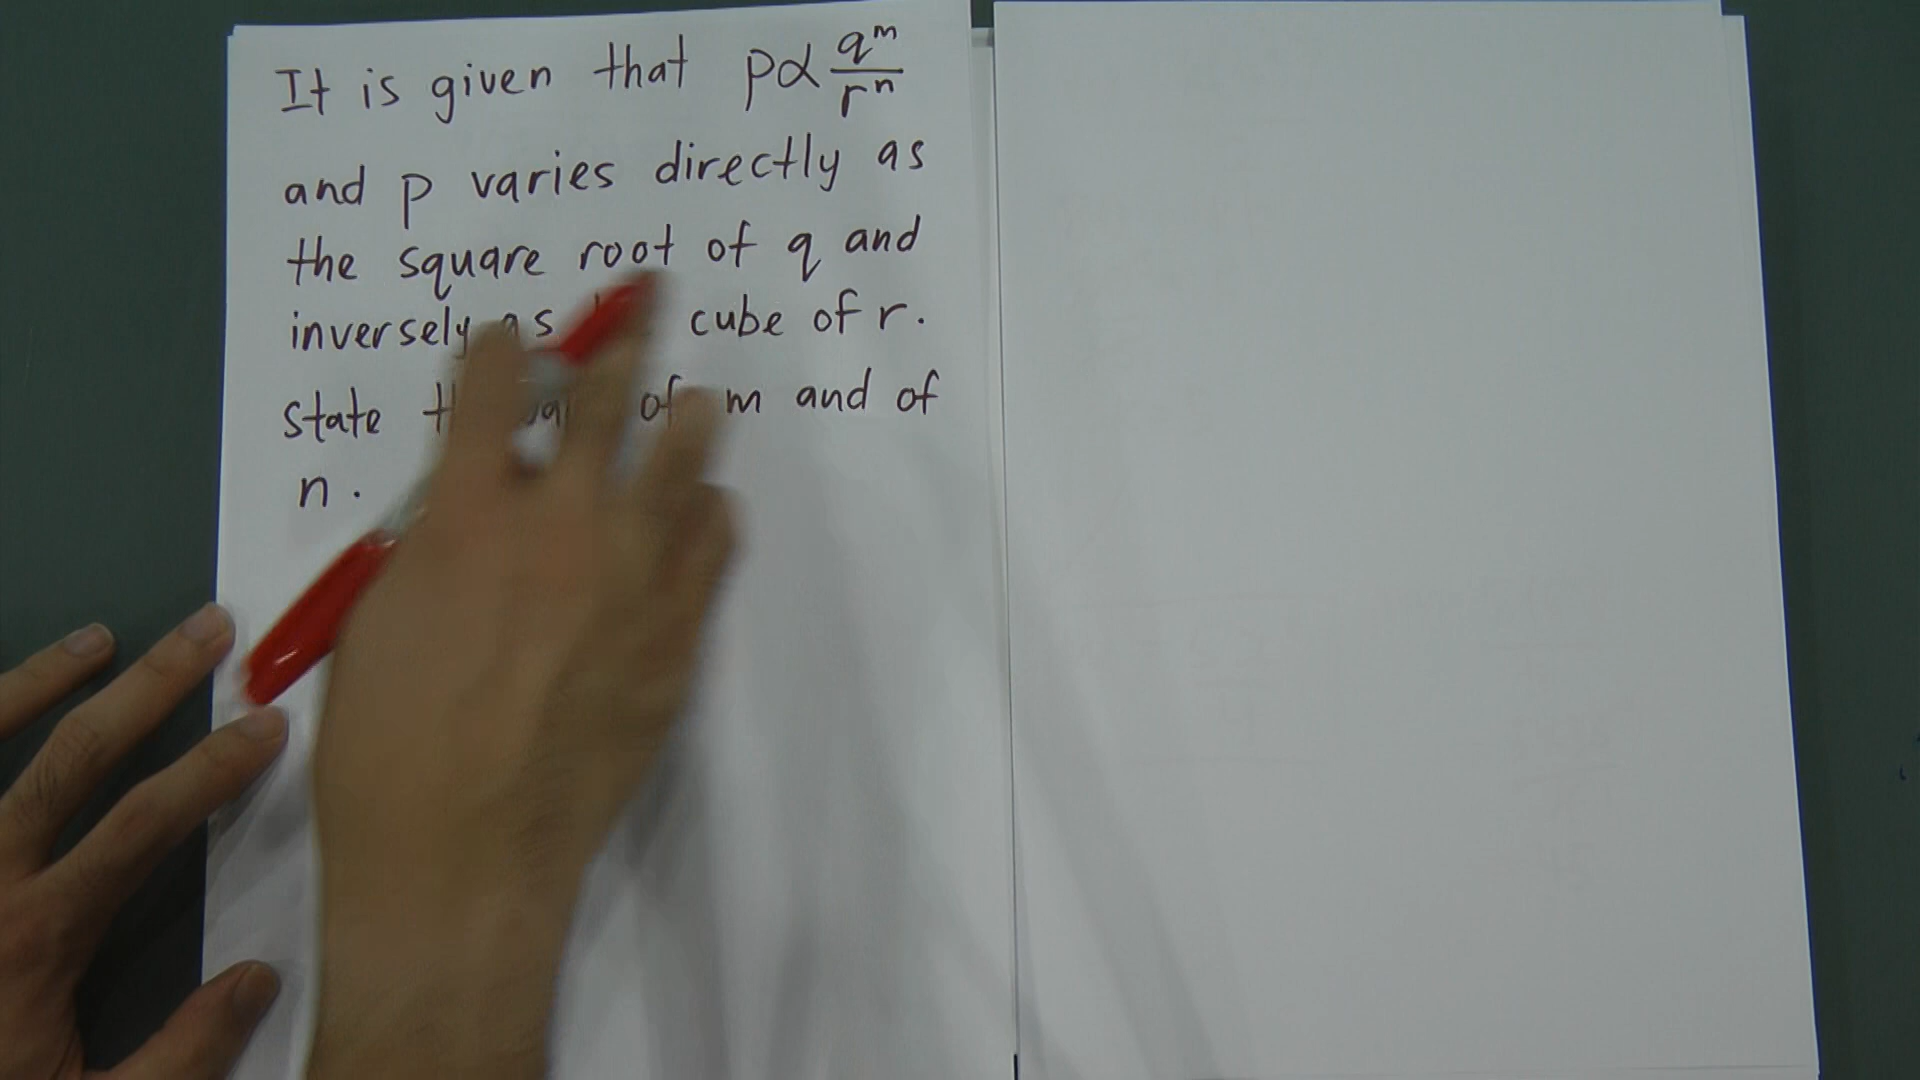 It is given that p∝ q^m/r^n
and p varies directly as
the square root of q and
inversely as cube of r.
state of m and of
n.